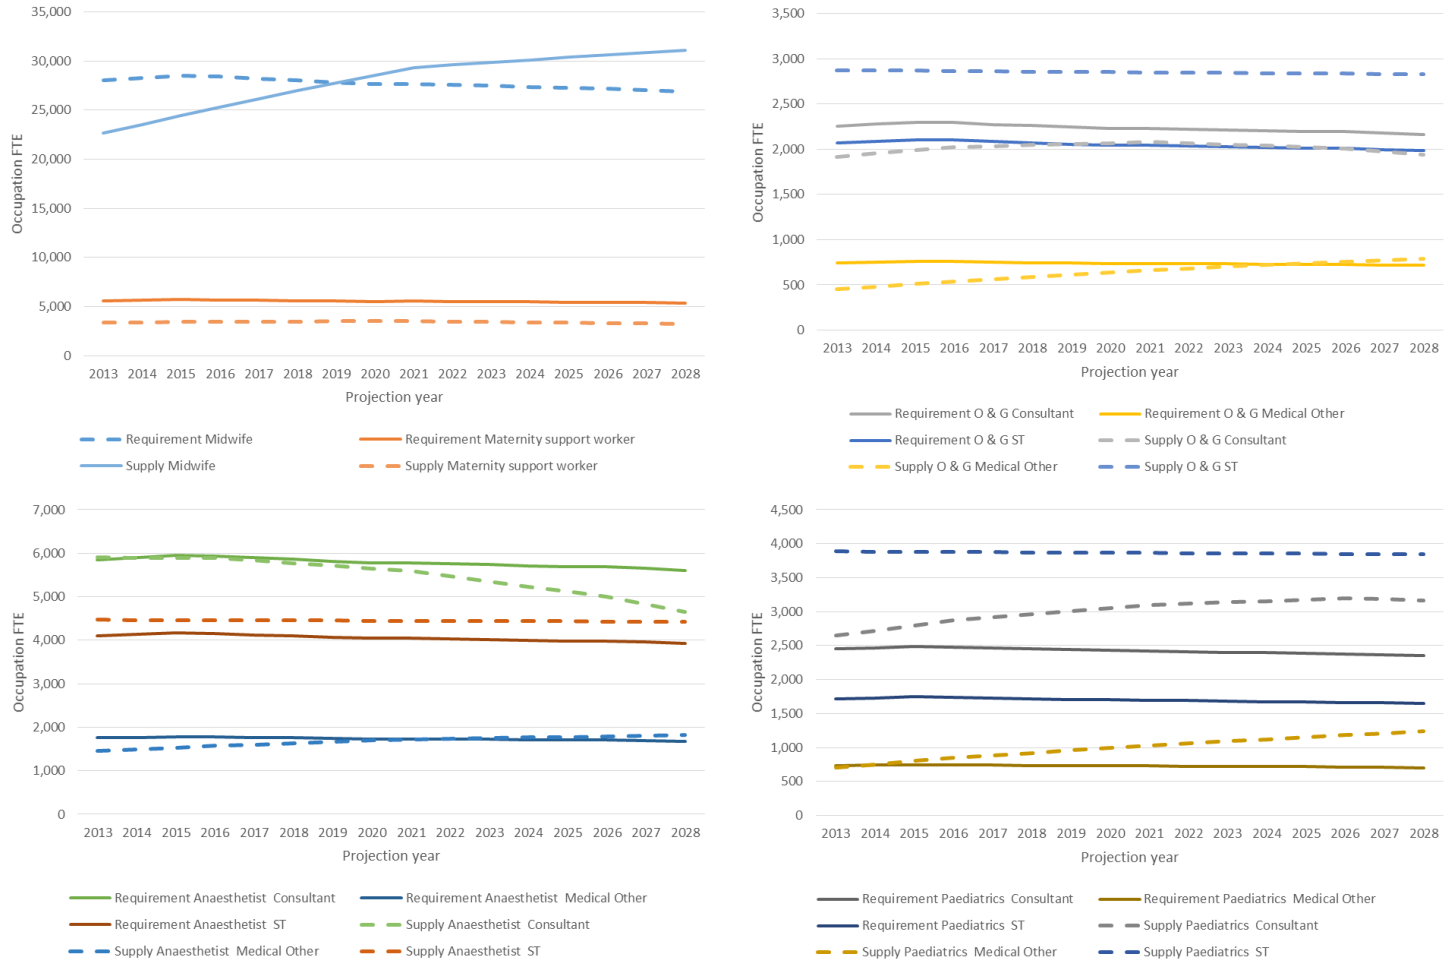 35,000
30,000
25,000
20,000
15,000
10,000
5,000
0
Occupation FTE
2013 2014 2015 2016 2017 2018 2019 2020 2021 2022 2023 2024 2025 2026 2027 2028
Projection year
Requirement Midwife
Requirement Maternity support worker
Supply Midwife
Supply Maternity support worker
3,500
3,000
2,500
2,000
1,500
1,000
500
0
Occupation FTE
2013 2014 2015 2016 2017 2018 2019 2020 2021 2022 2023 2024 2025 2026 2027 2028
Projection year
Requirement O & G Consultant
Requirement O & G Medical Other
Requirement O & G ST
Supply O & G Consultant
Supply O & G Medical Other
Supply O & G ST
7,000
6,000
5,000
4,000
3,000
2,000
1,000
0
Occupation FTE
2013 2014 2015 2016 2017 2018 2019 2020 2021 2022 2023 2024 2025 2026 2027 2028
Projection year
Requirement Anaesthetist Consultant
Requirement Anaesthetist Medical Other
Requirement Anaesthetist ST
Supply Anaesthetist Consultant
Supply Anaesthetist Medical Other
Supply Anaesthetist ST
4,500
4,000
3,500
3,000
2,500
2,000
1,500
1,000
500
0
Occupation FTE
2013 2014 2015 2016 2017 2018 2019 2020 2021 2022 2023 2024 2025 2026 2027 2028
Projection year
Requirement Paediatrics Consultant
Requirement Paediatrics Medical Other
Requirement Paediatrics ST
Supply Paediatrics Consultant
Supply Paediatrics Medical Other
Supply Paediatrics ST